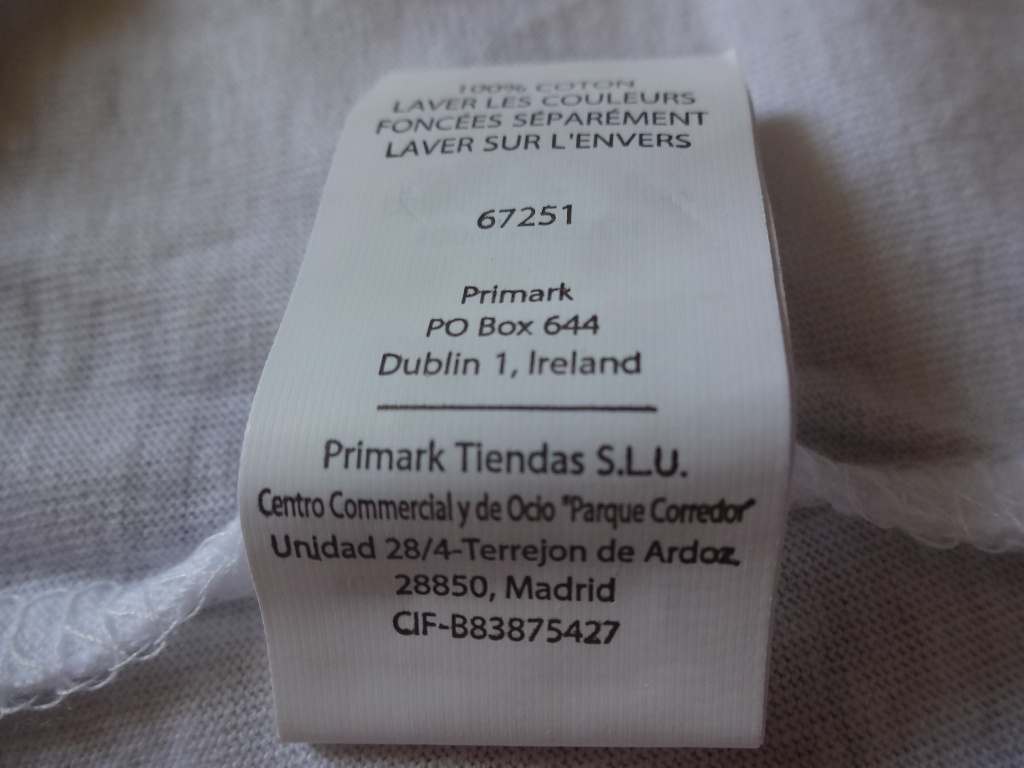 100% COTON
LAVER LES COULEURS
FONCÉES SÉPARÉMENT
LAVER SUR L'ENVERS
67251
Primark
PO Box 644
Dublin 1, Ireland
Primark Tiendas S.L.U.
Centro Commercial y de Ocio "Parque Corredor"
Unidad 28/4-Terrejon de Ardoz
28850, Madrid
CIF-B83875427